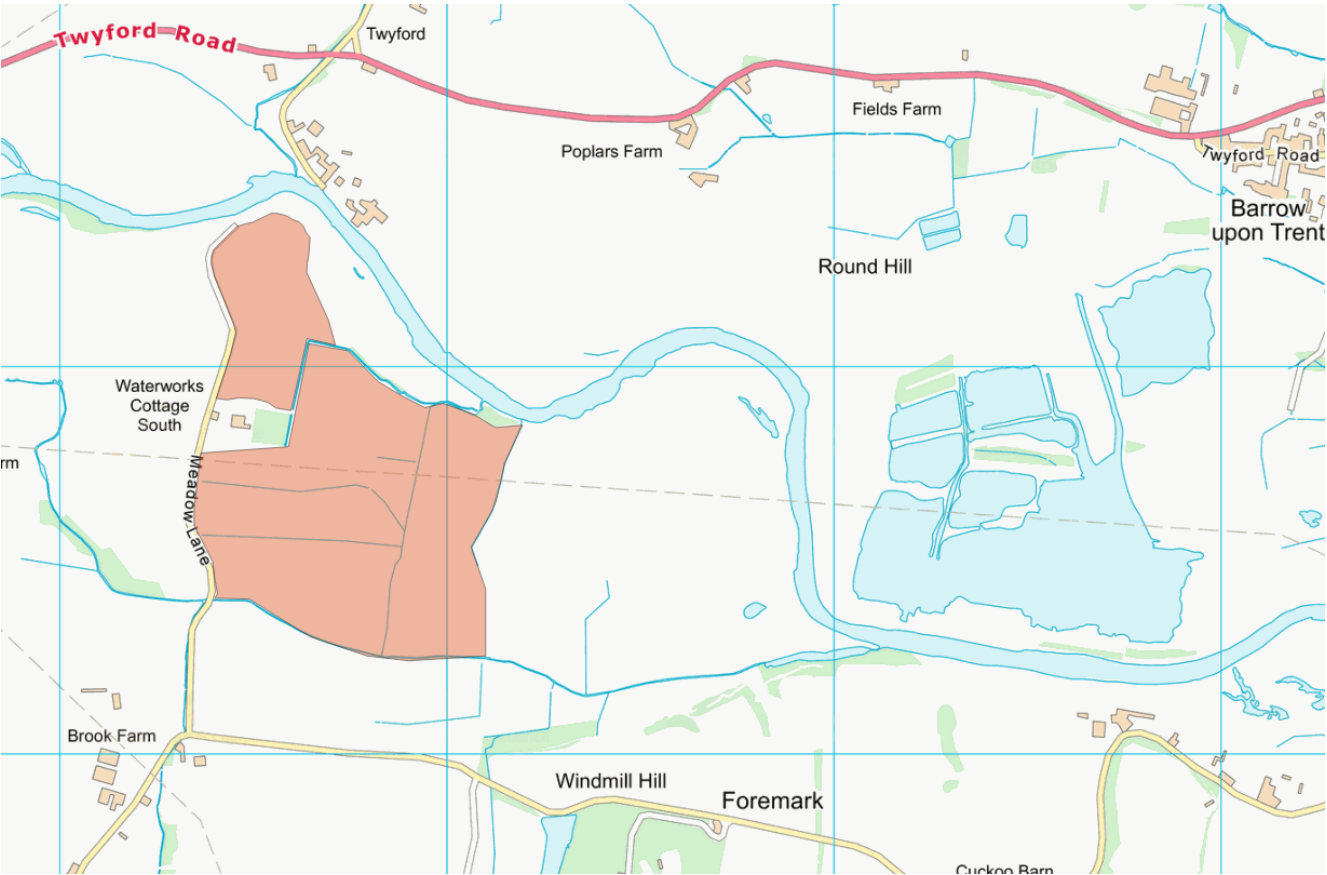 Twyford Road
Twyford
Fields Farm
Poplars Farm
Twyford Road
Barrow
upon Trent
Round Hill
Waterworks
Cottage
South
rm
Meadow Lane
Brook Farm
Windmill Hill
Foremark
Cuckoo Barn